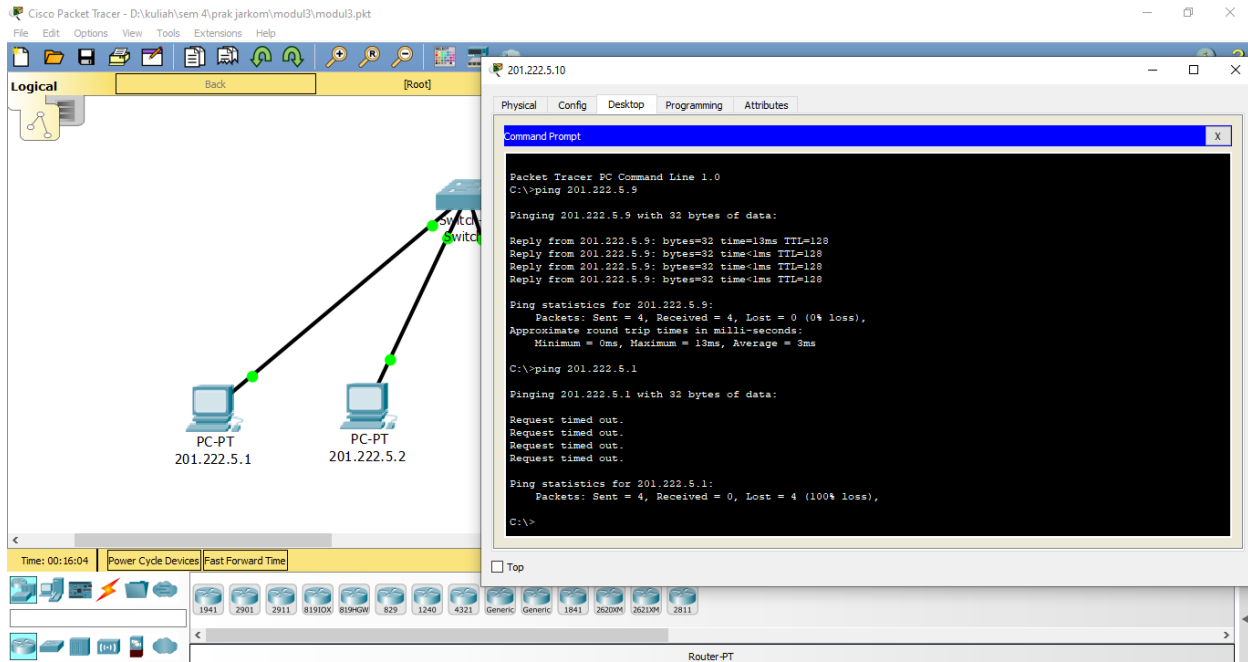 Cisco Packet Tracer - D:\kuliah\sem 4\prak jarkom\modul3\modul3.pkt
File Edit Options View Tools Extensions Help
Logical
Back
[Root]
Switch
PC-PT
201.222.5.1
PC-PT
201.222.5.2
201.222.5.10
Physical Config Desktop Programming Attributes
Command Prompt
X
Packet Tracer PC Command Line 1.0
C:\>ping 201.222.5.9
Pinging 201.222.5.9 with 32 bytes of data:
Reply from 201.222.5.9: bytes=32 time=13ms TTL=128
Reply from 201.222.5.9: bytes=32 time<1ms TTL=128
Reply from 201.222.5.9: bytes=32 time<1ms TTL=128
Reply from 201.222.5.9: bytes=32 time<1ms TTL=128
Ping statistics for 201.222.5.9:
Packets: Sent = 4, Received = 4, Lost = 0 (0% loss),
Approximate round trip times in milli-seconds:
Minimum = 0ms, Maximum = 13ms, Average = 3ms
C:\>ping 201.222.5.1
Pinging 201.222.5.1 with 32 bytes of data:
Request timed out.
Request timed out.
Request timed out.
Request timed out.
Ping statistics for 201.222.5.1:
Packets: Sent = 4, Received = 0, Lost = 4 (100% loss),
C:\>
Top
Time: 00:16:04 Power Cycle Devices Fast Forward Time
1941 2901 2911 819IOX 819HGW 829 1240 4321 Generic Generic 1841 2620XM 2621XM 2811
Router-PT